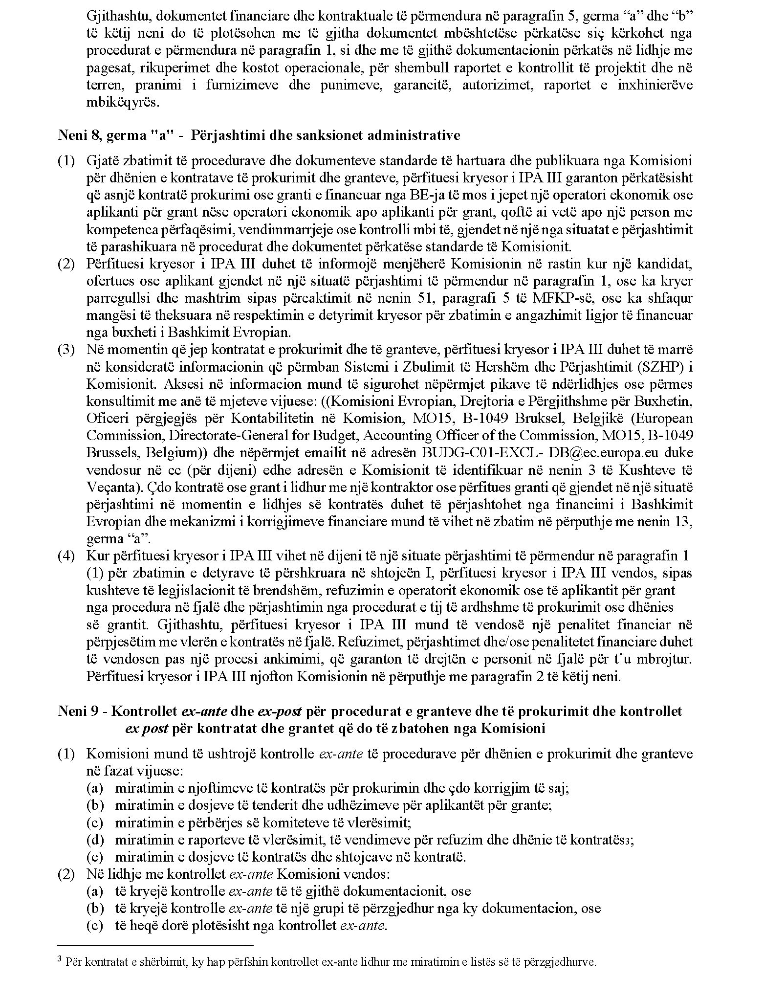 Gjithashtu, dokumentet financiare dhe kontraktuale të përmendura në paragrafin 5, germa “a” dhe “b”
të këtij neni do të plotësohen me të gjitha dokumentet mbështetëse përkatëse siç kërkohet nga
procedurat e përmendura në paragrafin 1, si dhe me të gjithë dokumentacionin përkatës në lidhje me
pagesat, rikuperimet dhe kostot operacionale, për shembull raportet e kontrollit të projektit dhe në
terren, pranimi i furnizimeve dhe punimeve, garancitë, autorizimet, raportet e inxhinierëve
mbikëqyrës.
Neni 8, germa "a" - Përjashtimi dhe sanksionet administrative
(1) Gjatë zbatimit të procedurave dhe dokumenteve standarde të hartuara dhe publikuara nga Komisioni
për dhënien e kontratave të prokurimit dhe granteve, përfituesi kryesor i IPA III garanton përkatësisht
që asnjë kontratë prokurimi ose granti e financuar nga BE-ja të mos i jepet një operatori ekonomik ose
aplikanti për grant nëse operatori ekonomik apo aplikanti për grant, qoftë ai vetë apo një person me
kompetenca përfaqësimi, vendimmarrjeje ose kontrolli mbi të, gjendet në një nga situatat e përjashtimit
të parashikuara në procedurat dhe dokumentet përkatëse standarde të Komisionit.
(2) Përfituesi kryesor i IPA III duhet të informojë menjëherë Komisionin në rastin kur një kandidat,
ofertues ose aplikant gjendet në një situatë përjashtimi të përmendur në paragrafin 1, ose ka kryer
parregullsi dhe mashtrim sipas përcaktimit në nenin 51, paragrafi 5 të MFKP-së, ose ka shfaqur
mangësi të theksuara në respektimin e detyrimit kryesor për zbatimin e angazhimit ligjor të financuar
nga buxheti i Bashkimit Evropian.
(3) Në momentin që jep kontratat e prokurimit dhe të granteve, përfituesi kryesor i IPA III duhet të marrë
në konsideratë informacionin që përmban Sistemi i Zbulimit të Hershëm dhe Përjashtimit (SZHP) i
Komisionit. Aksesi në informacion mund të sigurohet nëpërmjet pikave të ndërlidhjes ose përmes
konsultimit me anë të mjeteve vijuese: ((Komisioni Evropian, Drejtoria e Përgjithshme për Buxhetin,
Oficeri përgjegjës për Kontabilitetin në Komision, MO15, B-1049 Bruksel, Belgjikë (European
Commission, Directorate-General for Budget, Accounting Officer of the Commission, MO15, B-1049
Brussels, Belgium)) dhe nëpërmjet emailit në adresën BUDG-C01-EXCL- DB@ec.europa.eu duke
vendosur në cc (për dijeni) edhe adresën e Komisionit të identifikuar në nenin 3 të Kushteve të
Veçanta). Çdo kontratë ose grant i lidhur me një kontraktor ose përfitues granti që gjendet në një situatë
përjashtimi në momentin e lidhjes së kontratës duhet të përjashtohet nga financimi i Bashkimit
Evropian dhe mekanizmi i korrigjimeve financiare mund të vihet në zbatim në përputhje me nenin 13,
germa “a”.
(4) Kur përfituesi kryesor i IPA III vihet në dijeni të një situate përjashtimi të përmendur në paragrafin 1
(1) për zbatimin e detyrave të përshkruara në shtojcën I, përfituesi kryesor i IPA III vendos, sipas
kushteve të legjislacionit të brendshëm, refuzimin e operatorit ekonomik ose të aplikantit për grant
nga procedura në fjalë dhe përjashtimin nga procedurat e tij të ardhshme të prokurimit ose dhënies
së grantit. Gjithashtu, përfituesi kryesor i IPA III mund të vendosë një penalitet financiar në
përpjesëtim me vlerën e kontratës në fjalë. Refuzimet, përjashtimet dhe/ose penalitetet financiare duhet
të vendosen pas një procesi ankimimi, që garanton të drejtën e personit në fjalë për t’u mbrojtur.
Përfituesi kryesor i IPA III njofton Komisionin në përputhje me paragrafin 2 të këtij neni.
Neni 9 - Kontrollet ex-ante dhe ex-post për procedurat e granteve dhe të prokurimit dhe kontrollet
ex post për kontratat dhe grantet që do të zbatohen nga Komisioni
(1) Komisioni mund të ushtrojë kontrolle ex-ante të procedurave për dhënien e prokurimit dhe granteve
në fazat vijuese:
(a) miratimin e njoftimeve të kontratës për prokurimin dhe çdo korrigjim të saj;
(b) miratimin e dosjeve të tenderit dhe udhëzimeve për aplikantët për grante;
(c) miratimin e përbërjes së komiteteve të vlerësimit;
(d) miratimin e raporteve të vlerësimit, të vendimeve për refuzim dhe dhënie të kontratës3;
(e) miratimin e dosjeve të kontratës dhe shtojcave në kontratë.
(2) Në lidhje me kontrollet ex-ante Komisioni vendos:
(a) të kryejë kontrolle ex-ante të të gjithë dokumentacionit, ose
(b) të kryejë kontrolle ex-ante të një grupi të përzgjedhur nga ky dokumentacion, ose
(c) të heqë dorë plotësisht nga kontrollet ex-ante.
3 Për kontratat e shërbimit, ky hap përfshin kontrollet ex-ante lidhur me miratimin e listës së të përzgjedhurve.